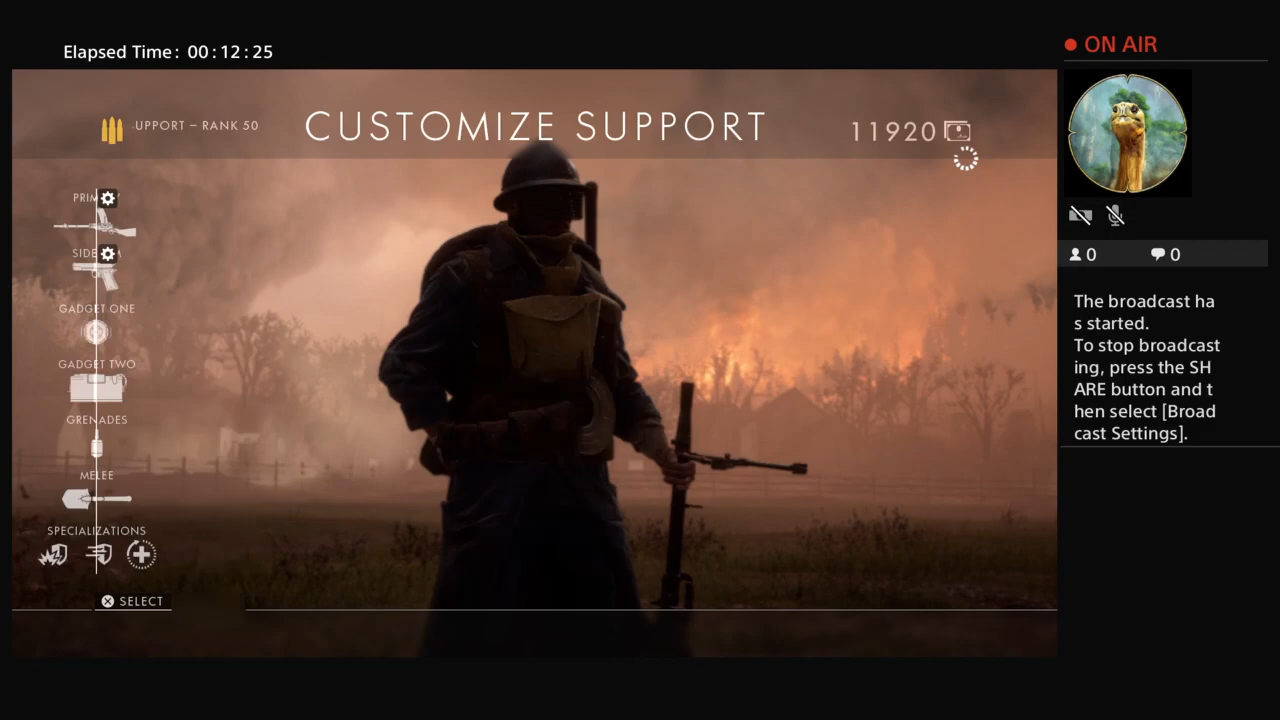 Elapsed Time: 00:12:25
ON AIR
UPPORT – RANK 50
CUSTOMIZE SUPPORT
11920
0
0
The broadcast ha
s started.
To stop broadcast
ing, press the SH
ARE button and t
hen select [Broad
cast Settings].
GADGET ONE
GADGET TWO
GRENADES
MELEE
SPECIALIZATIONS
SELECT